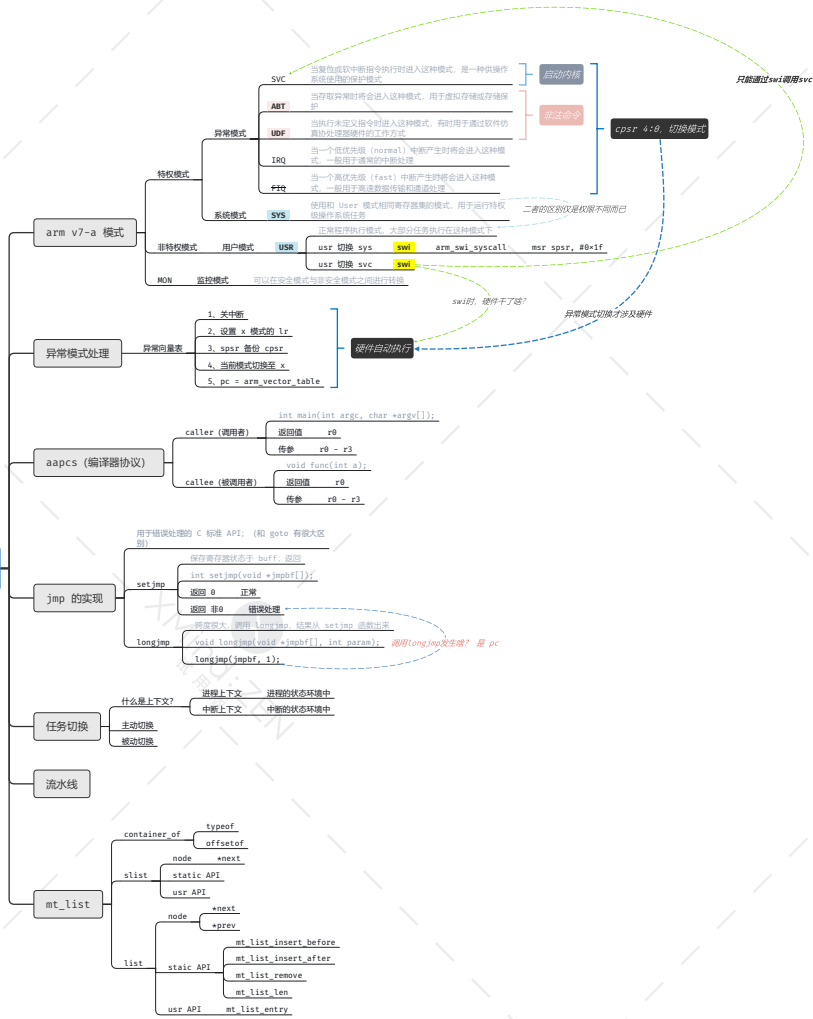 只能通过swi调用svc
arm v7-a 模式
特权模式
异常模式
SVC
当复位或软中断指令执行时进入这种模式，是一种供操作
系统使用的保护模式
启动内核
ABT
当存取异常时将会进入这种模式，用于虚拟存储或存储保
护
非法命令
UDF
当执行未定义指令时进入这种模式，有时用于通过软件仿
真协处理器硬件的工作方式
cpsr 4:0，切换模式
IRQ
当一个低优先级（normal）中断产生时将会进入这种模
式，一般用于通常的中断处理
FIQ
当一个高优先级（fast）中断产生时将会进入这种模
式，一般用于高速数据传输和通道处理
系统模式
SYS
使用和 User 模式相同寄存器集的模式，用于运行特权
级操作系统任务
二者的区别仅是权限不同而已
非特权模式
用户模式
USR
正常程序执行模式，大部分任务执行在这种模式下
usr 切换 sys
swi
arm_swi_syscall
msr spsr, #0×1f
usr 切换 svc
swi
MON
监控模式
可以在安全模式与非安全模式之间进行转换
swi时，硬件干了啥？
异常模式切换才涉及硬件
异常模式处理
异常向量表
1、关中断
2、设置 x 模式的 lr
3、spsr 备份 cpsr
4、当前模式切换至 x
5、pc = arm_vector_table
硬件自动执行
aapcs（编译器协议）
caller（调用者）
int main(int argc, char *argv[]);
返回值
r0
传参
r0 - r3
callee（被调用者）
void func(int a);
返回值
r0
传参
r0 - r3
jmp 的实现
用于错误处理的 C 标准 API；（和 goto 有很大区
别）
setjmp
保存寄存器状态于 buff，返回
int setjmp(void *jmpbf[]);
返回 0
正常
返回 非0
错误处理
longjmp
跨度很大，调用 longjmp，结果从 setjmp 函数出来
void longjmp(void *jmpbf[], int param);
调用longjmp发生啥？ 是 pc
longjmp(jmpbf, 1);
任务切换
什么是上下文？
进程上下文
进程的状态环境中
中断上下文
中断的状态环境中
主动切换
被动切换
流水线
mt_list
container_of
typeof
offsetof
slist
node
*next
static API
usr API
list
node
*next
*prev
staic API
mt_list_insert_before
mt_list_insert_after
mt_list_remove
mt_list_len
usr API
mt_list_entry
XMind:ZEN
试用